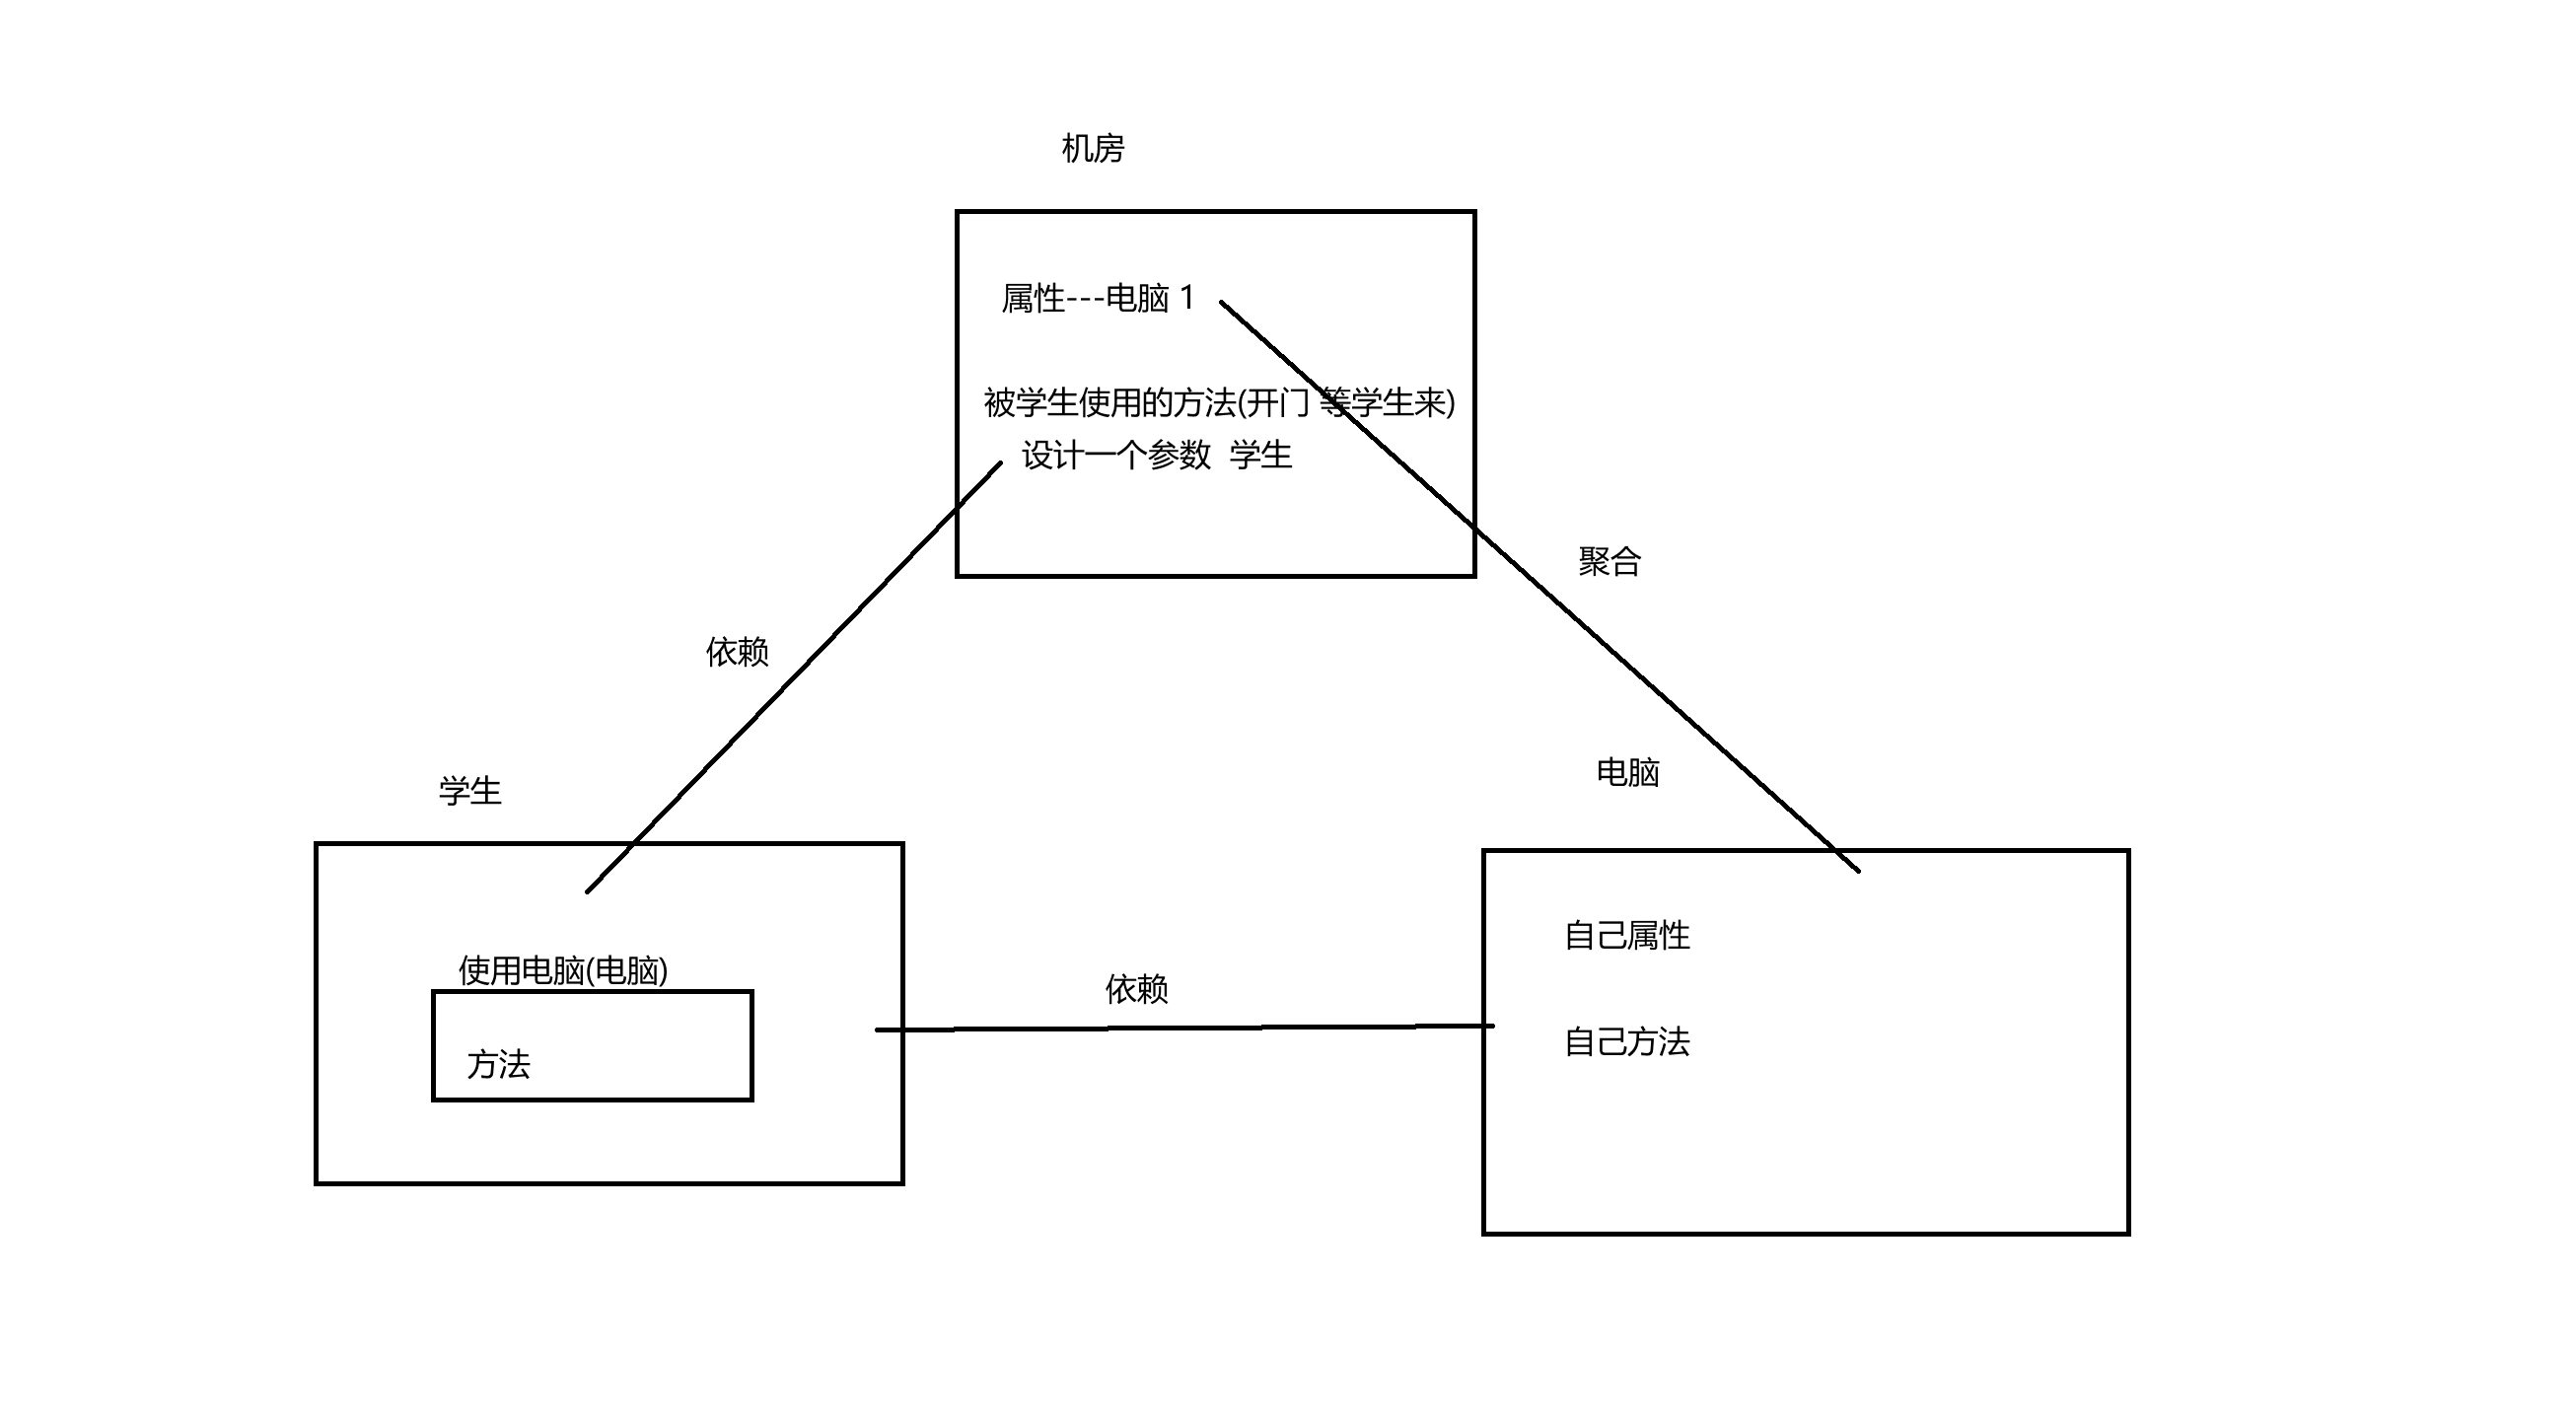 机房
属性---电脑 1
被学生使用的方法(开门 等学生来)
设计一个参数 学生
聚合
依赖
电脑
学生
自己属性
使用电脑(电脑)
依赖
自己方法
方法